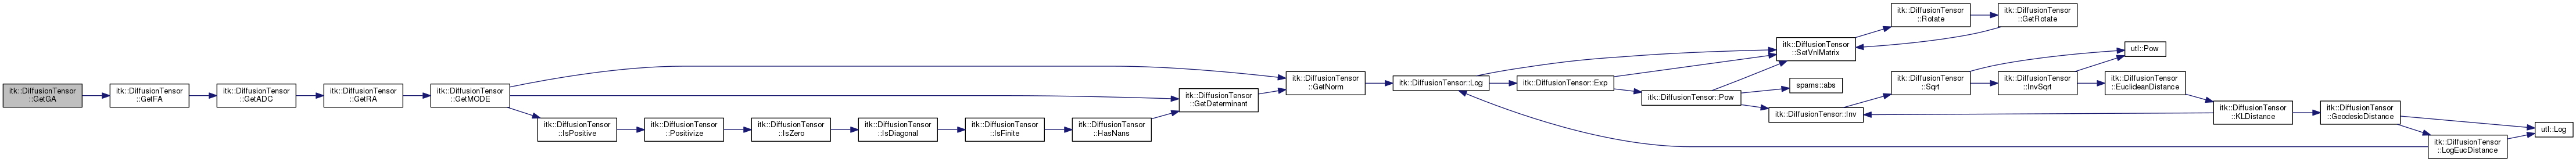 itk::DiffusionTensor
::GetGA
itk::DiffusionTensor
::GetFA
itk::DiffusionTensor
::GetADC
itk::DiffusionTensor
::GetRA
itk::DiffusionTensor
::GetMODE
itk::DiffusionTensor
::IsPositive
itk::DiffusionTensor
::Positivize
itk::DiffusionTensor
::IsZero
itk::DiffusionTensor
::IsDiagonal
itk::DiffusionTensor
::IsFinite
itk::DiffusionTensor
::HasNans
itk::DiffusionTensor
::GetDeterminant
itk::DiffusionTensor
::GetNorm
itk::DiffusionTensor::Log
itk::DiffusionTensor::Exp
itk::DiffusionTensor::Pow
itk::DiffusionTensor
::SetVnlMatrix
itk::DiffusionTensor
::Rotate
itk::DiffusionTensor
::GetRotate
spams::abs
itk::DiffusionTensor::Inv
itk::DiffusionTensor
::Sqrt
itk::DiffusionTensor
::InvSqrt
utl::Pow
itk::DiffusionTensor
::EuclideanDistance
itk::DiffusionTensor
::KLDistance
itk::DiffusionTensor
::GeodesicDistance
itk::DiffusionTensor
::LogEucDistance
utl::Log